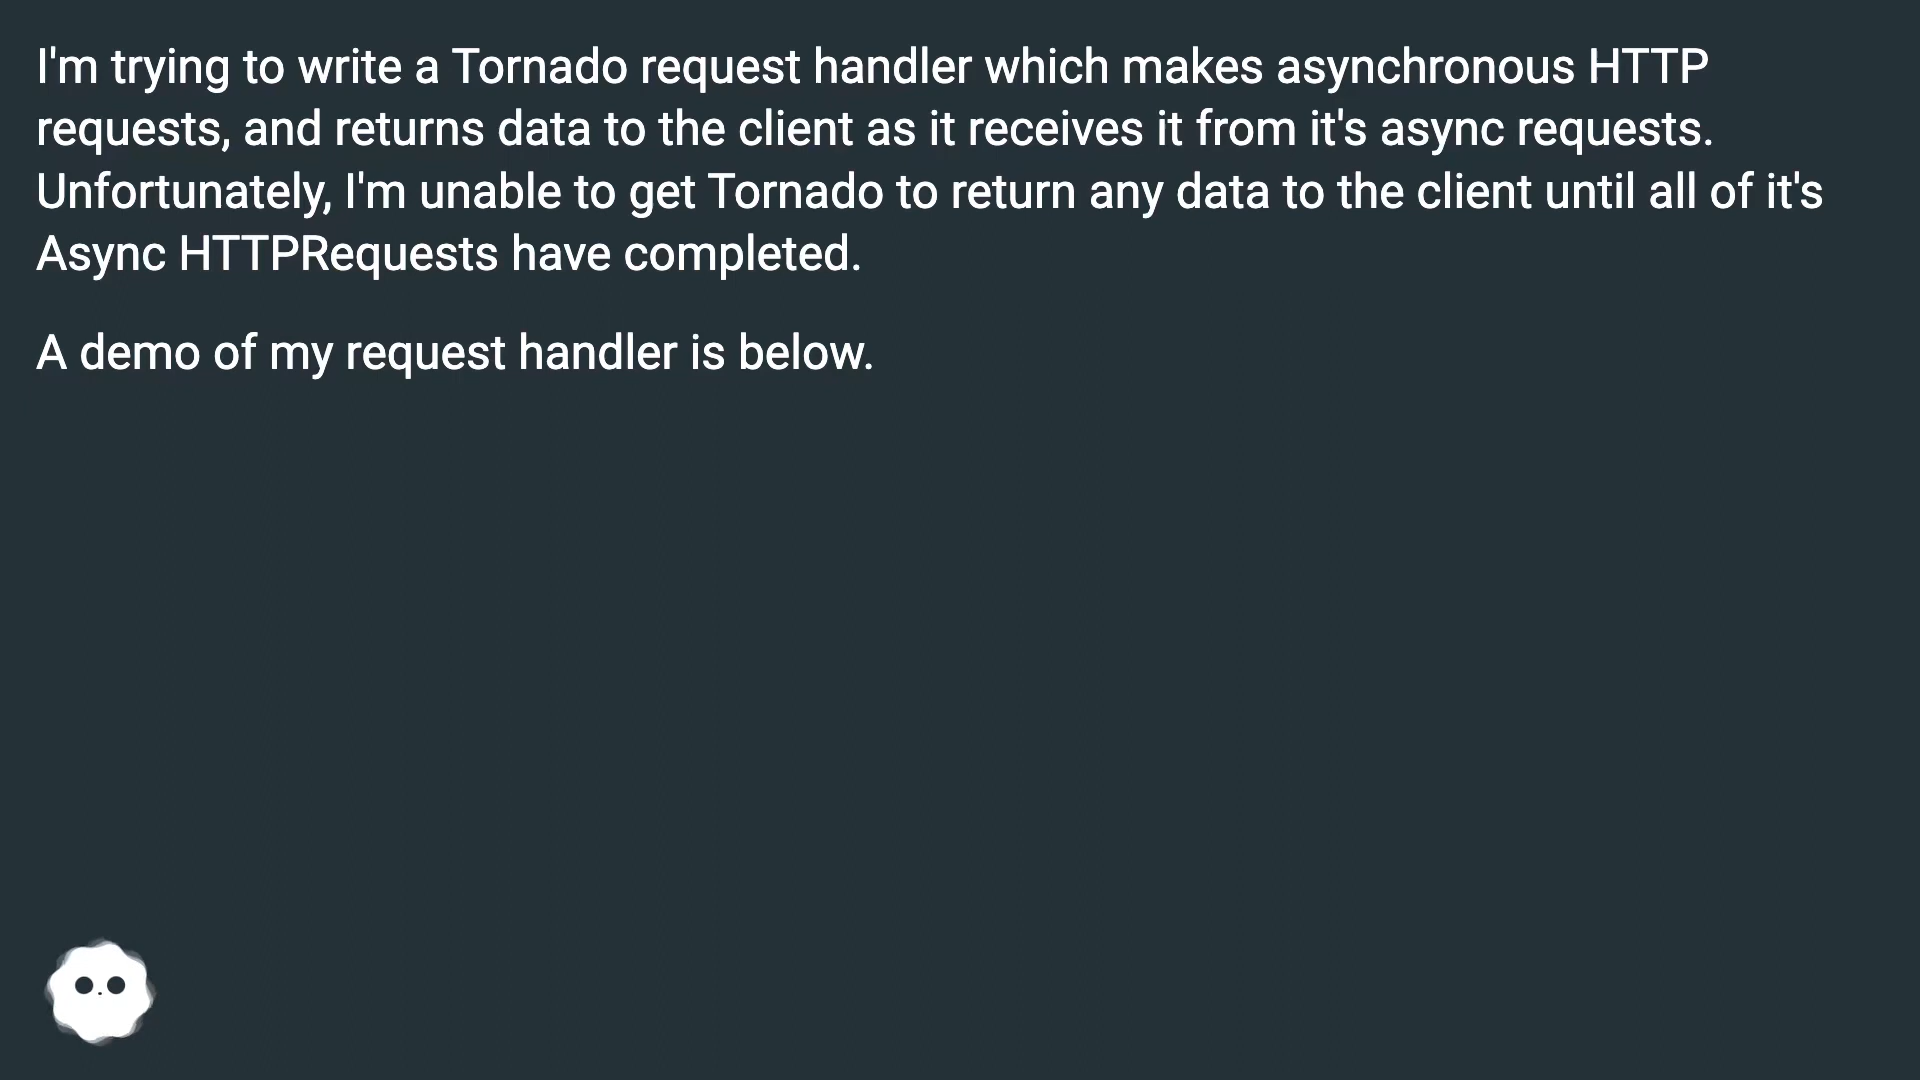 I'm trying to write a Tornado request handler which makes asynchronous HTTP
requests, and returns data to the client as it receives it from it's async requests.
Unfortunately, I'm unable to get Tornado to return any data to the client until all of it's
Async HTTPRequests have completed.
A demo of my request handler is below.